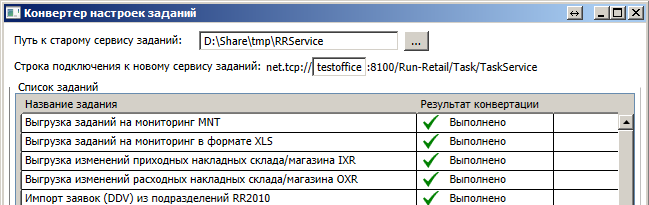 Конвертер настроек заданий
Путь к старому сервису заданий: D:\Share\tmp\RRService ...
Строка подключения к новому сервису заданий: net.tcp:// testoffice :8100/Run-Retail/Task/TaskService
Список заданий
Название задания Результат конвертации
Выгрузка заданий на мониторинг MNT Выполнено
Выгрузка заданий на мониторинг в формате XLS Выполнено
Выгрузка изменений приходных накладных склада/магазина IXR Выполнено
Выгрузка изменений расходных накладных склада/магазина OXR Выполнено
Импорт заявок (DDV) из подразделений RR2010 Выполнено